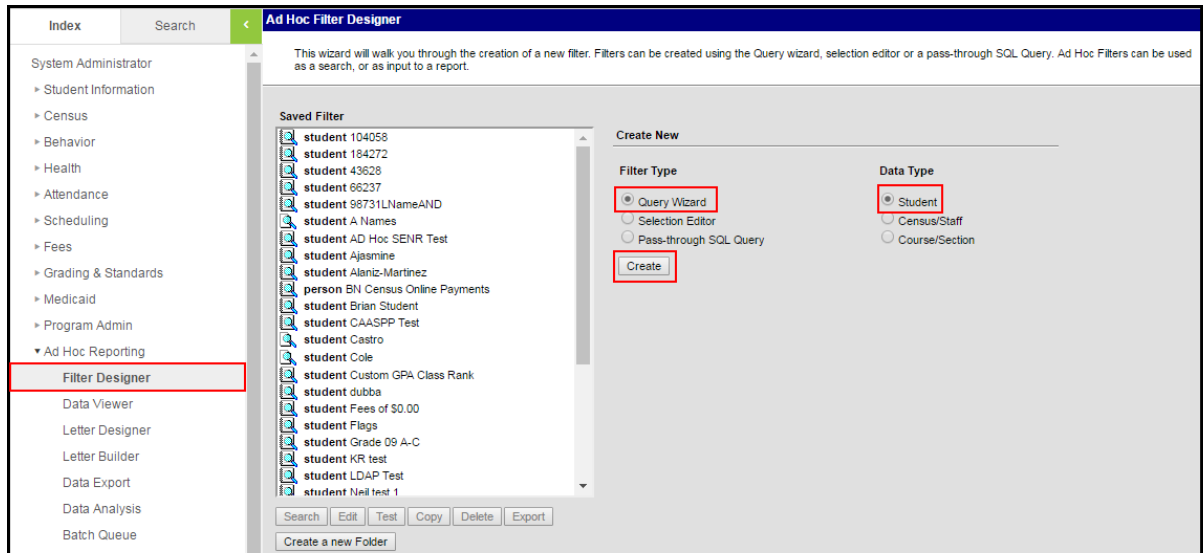 Index
Search
System Administrator
Student Information
Census
Behavior
Health
Attendance
Scheduling
Fees
Grading & Standards
Medicaid
Program Admin
Ad Hoc Reporting
Filter Designer
Data Viewer
Letter Designer
Letter Builder
Data Export
Data Analysis
Batch Queue
Ad Hoc Filter Designer
This wizard will walk you through the creation of a new filter. Filters can be created using the Query wizard, selection editor or a pass-through SQL Query. Ad Hoc Filters can be used
as a search, or as input to a report.
Saved Filter
student 104058
student 184272
student 43628
student 66237
student 98731LNameAND
student A Names
student AD Hoc SENR Test
student Ajasmine
student Alaniz-Martinez
person BN Census Online Payments
student Brian Student
student CAASPP Test
student Castro
student Cole
student Custom GPA Class Rank
student dubba
student Fees of $0.00
student Flags
student Grade 09 A-C
student KR test
student LDAP Test
student Neil test 1
Search Edit Test Copy Delete Export
Create a new Folder
Create New
Filter Type
Query Wizard
Selection Editor
Pass-through SQL Query
Create
Data Type
Student
Census/Staff
Course/Section